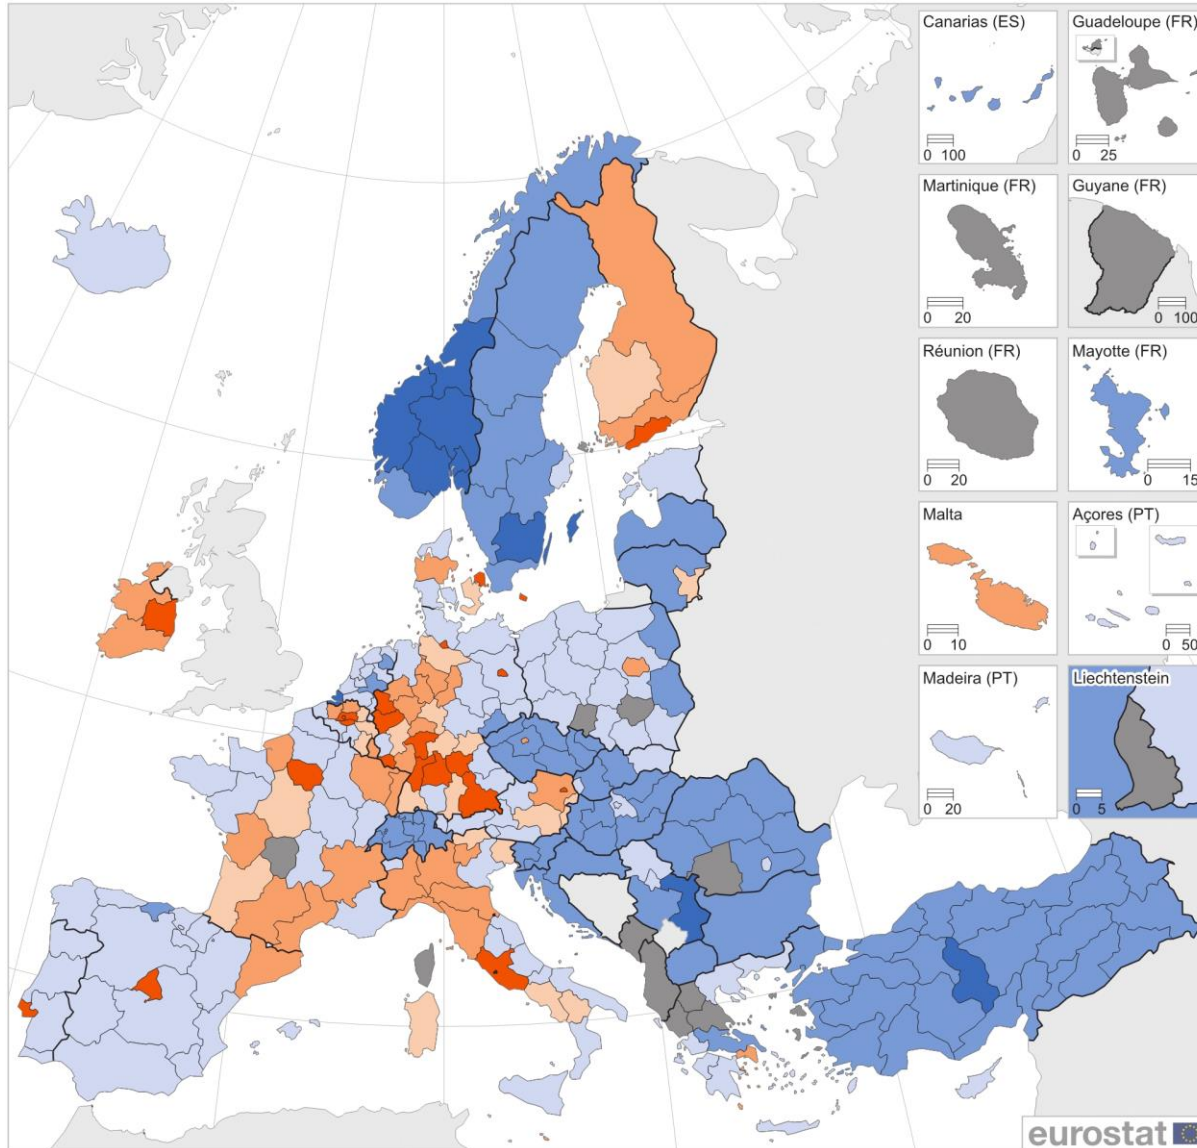 Canarias (ES)
0 100
Guadeloupe (FR)
0 25
Martinique (FR)
0 20
Guyane (FR)
0 100
Réunion (FR)
0 20
Mayotte (FR)
0 15
Malta
0 10
Açores (PT)
0 50
Madeira (PT)
0 20
Liechtenstein
0 5
eurostat